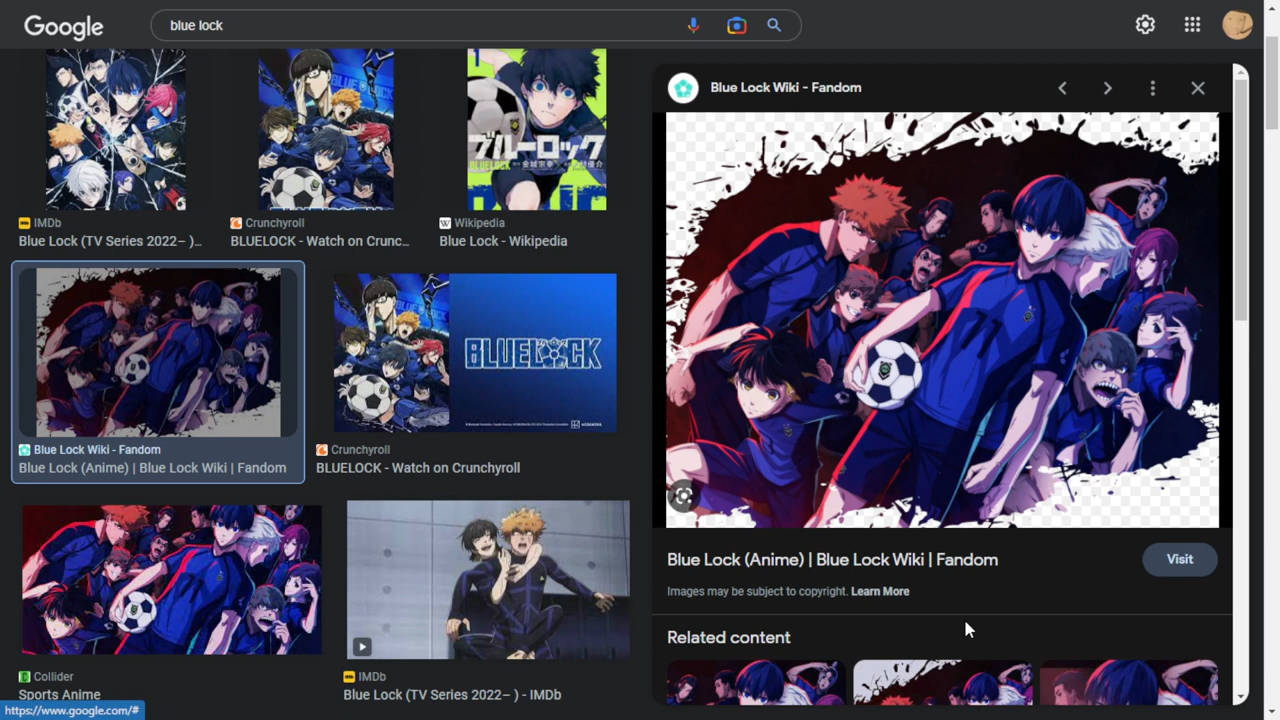 Google
blue lock
IMDb
Blue Lock (TV Series 2022– )...
Crunchyroll
BLUELOCK - Watch on Crunc...
ブルーロック
BLUELOCK
Wikipedia
Blue Lock - Wikipedia
Blue Lock Wiki - Fandom
Blue Lock (Anime) | Blue Lock Wiki | Fandom
BLUELOCK
Crunchyroll
BLUELOCK - Watch on Crunchyroll
Collider
Sports Anime
IMDb
Blue Lock (TV Series 2022– ) - IMDb
https://www.google.com/#
Blue Lock Wiki - Fandom
Blue Lock (Anime) | Blue Lock Wiki | Fandom
Visit
Images may be subject to copyright. Learn More
Related content